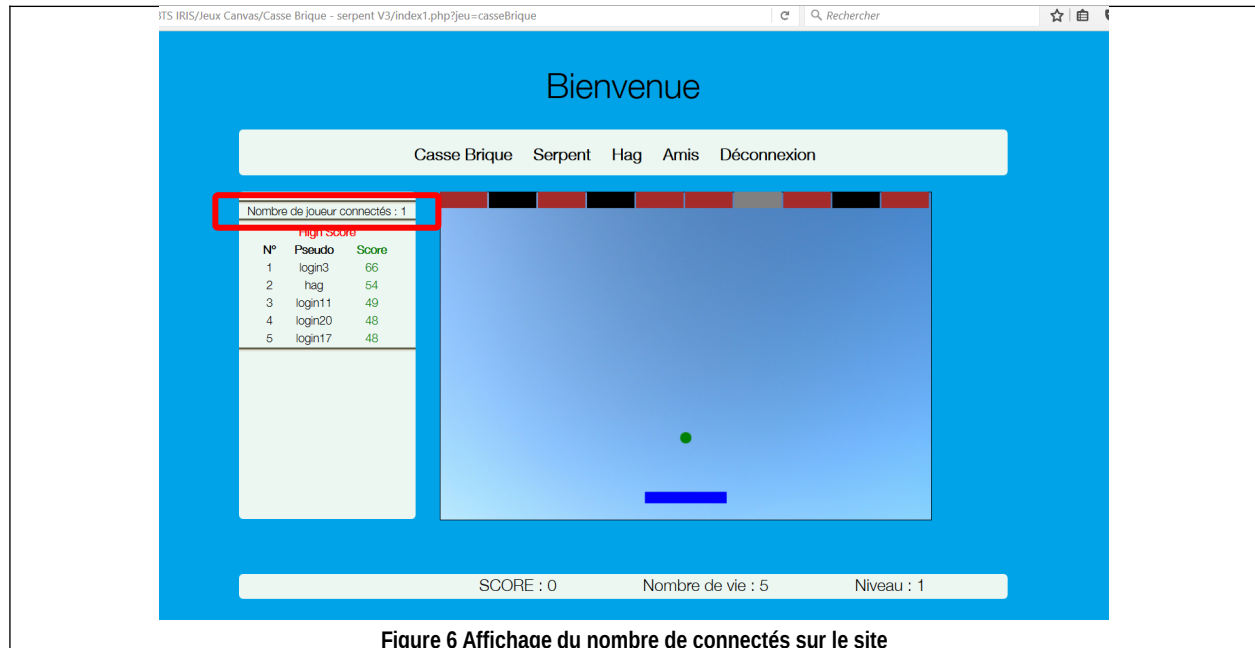 BTS IRIS/Jeux Canvas/Casse Brique - serpent V3/index1.php?jeu=casseBrique
Rechercher
Bienvenue
Casse Brique Serpent Hag Amis Déconnexion
Nombre de joueur connectés : 1
High Score
N° Pseudo Score
1 login3 66
2 hag 54
3 login11 49
4 login20 48
5 login17 48
SCORE : 0 Nombre de vie : 5 Niveau : 1
Figure 6 Affichage du nombre de connectés sur le site